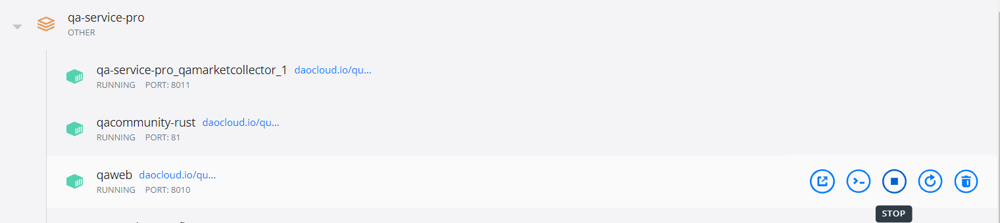 qa-service-pro
OTHER
qa-service-pro_qamarketcollector_1 daocloud.io/qu...
RUNNING PORT: 8011
qacommunity-rust daocloud.io/qu...
RUNNING PORT: 81
qaweb daocloud.io/qu...
RUNNING PORT: 8010
STOP